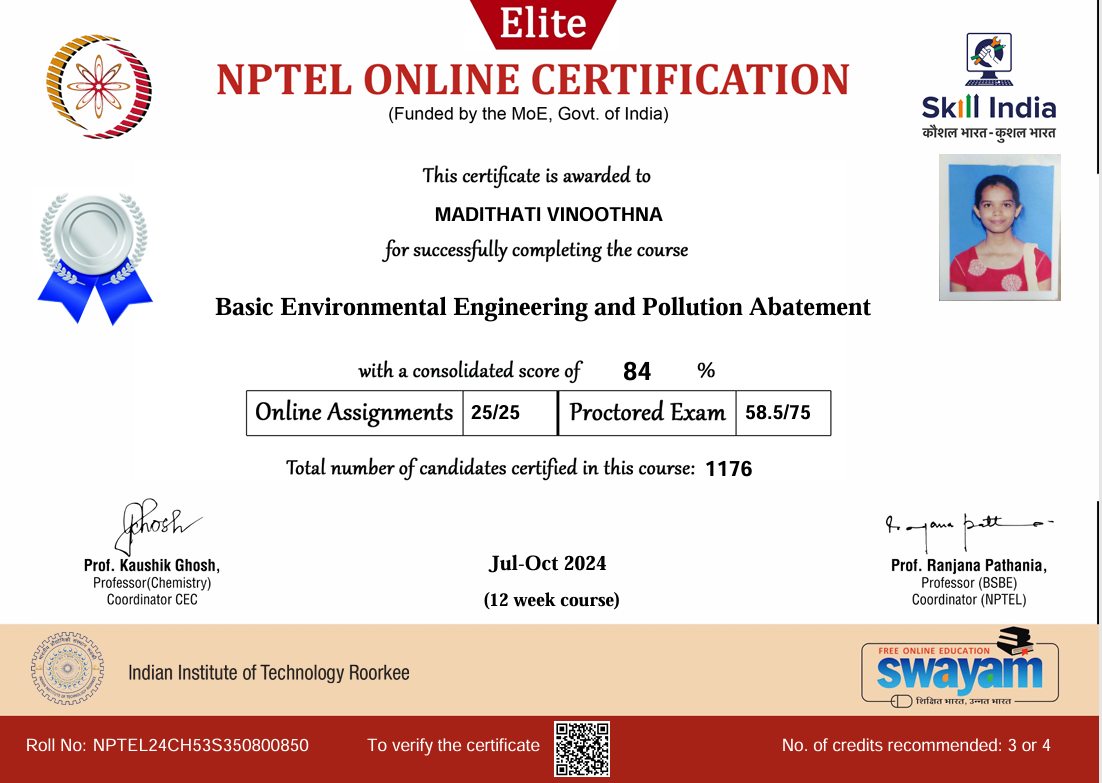 Elite
NPTEL ONLINE CERTIFICATION
(Funded by the MoE, Govt. of India)
Skill India
कौशल भारत-कुशल भारत
This certificate is awarded to
MADITHATI VINOOTHNA
for successfully completing the course
Basic Environmental Engineering and Pollution Abatement
with a consolidated score of 84 %
Online Assignments 25/25 Proctored Exam 58.5/75
Total number of candidates certified in this course: 1176
Prof. Kaushik Ghosh,
Professor(Chemistry)
Coordinator CEC
Jul-Oct 2024
(12 week course)
Prof. Ranjana Pathania,
Professor (BSBE)
Coordinator (NPTEL)
Indian Institute of Technology Roorkee
FREE ONLINE EDUCATION
swayam
शिक्षित भारत, उन्नत भारत
Roll No: NPTEL24CH53S350800850 To verify the certificate No. of credits recommended: 3 or 4